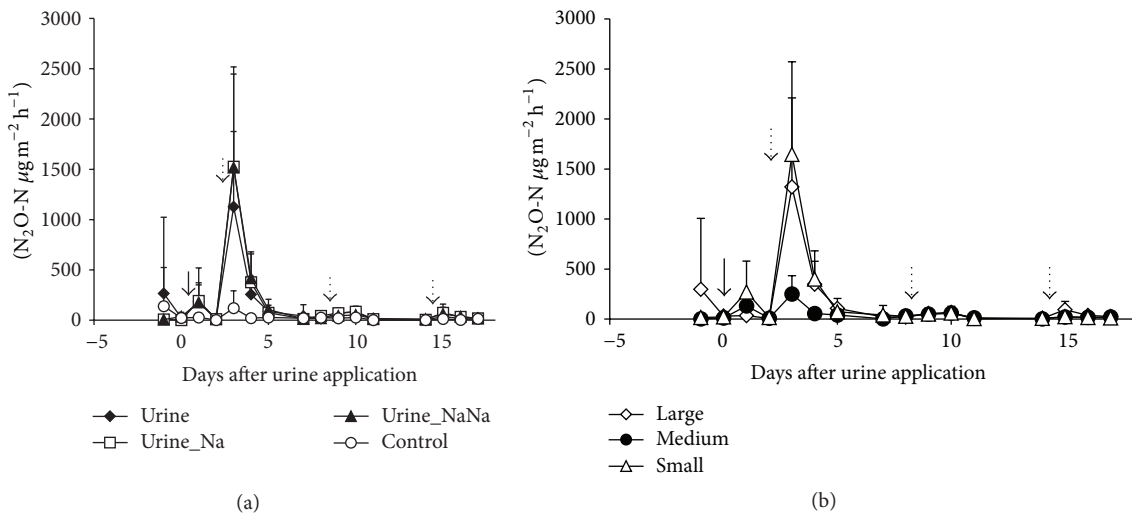 3000
2500
2000
1500
1000
500
0
(N₂O-N µg m⁻² h⁻¹)
−5 0 5 10 15
Days after urine application
Urine Urine_NaNa
Urine_Na Control
(a)
3000
2500
2000
1500
1000
500
0
(N₂O-N µg m⁻² h⁻¹)
−5 0 5 10 15
Days after urine application
Large
Medium
Small
(b)